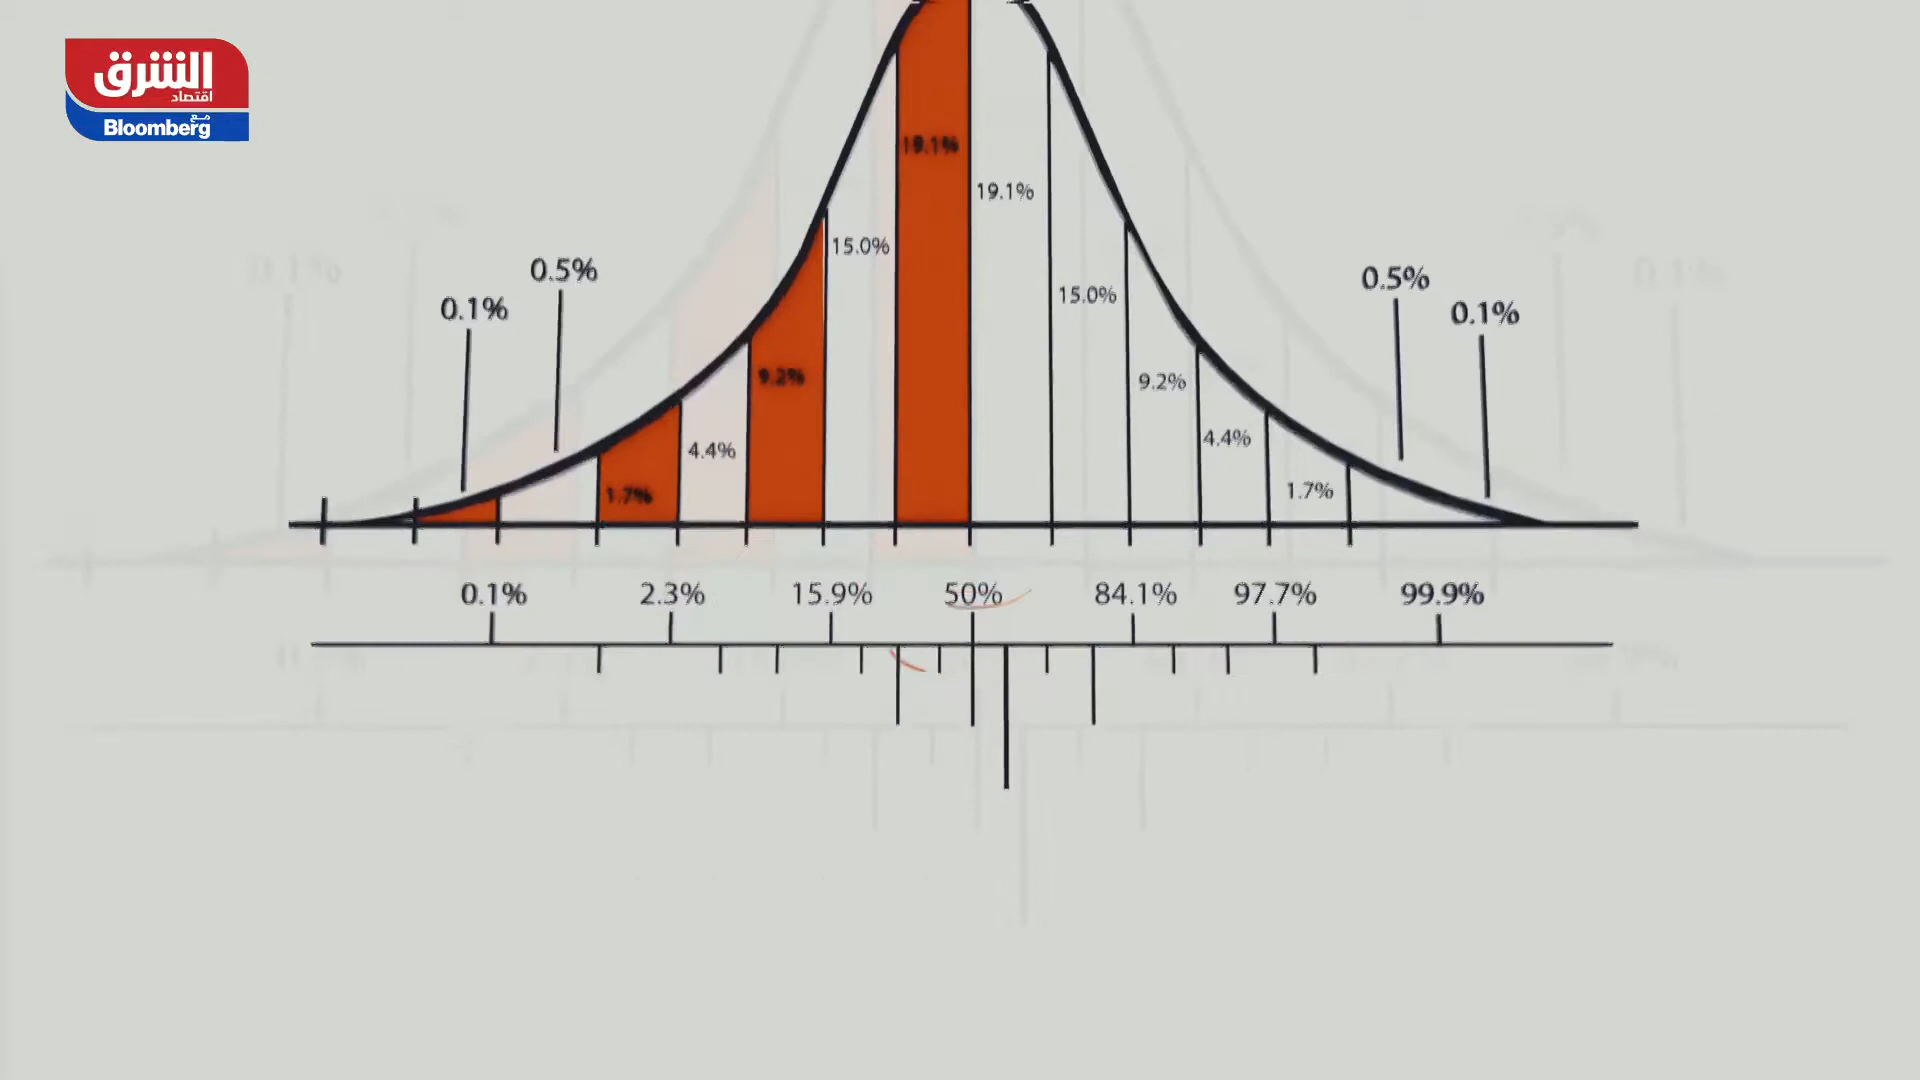 الشرق
اقتصاد
مع
Bloomberg
19.1%
19.1%
15.0%
15.0%
0.5%
0.1%
0.5%
0.1%
9.2%
9.2%
4.4%
4.4%
1.7%
1.7%
0.1% 2.3% 15.9% 50% 84.1% 97.7% 99.9%